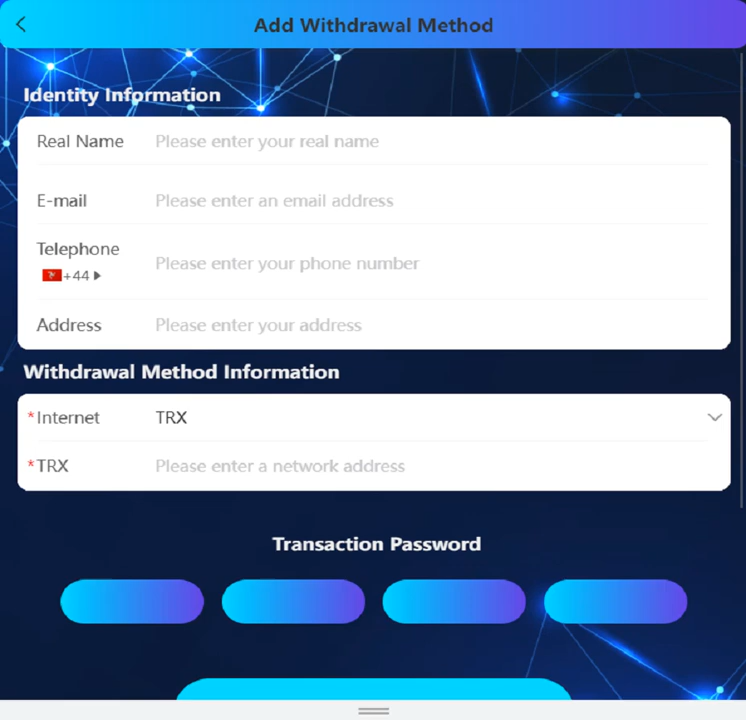 Add Withdrawal Method
Identity Information
Real Name Please enter your real name
E-mail Please enter an email address
Telephone
+44 Please enter your phone number
Address Please enter your address
Withdrawal Method Information
*Internet TRX
*TRX Please enter a network address
Transaction Password